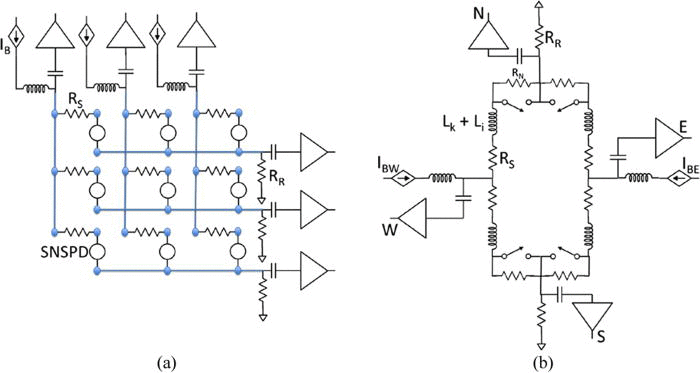 I_B
R_S
R_R
SNSPD
(a)
N
R_R
R_N
L_k + L_i
E
R_S
I_BW
I_BE
W
S
(b)